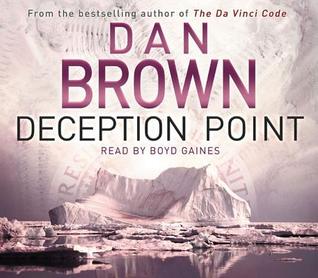 From the bestselling author of The Da Vinci Code
DAN
BROWN
DECEPTION POINT
READ BY BOYD GAINES